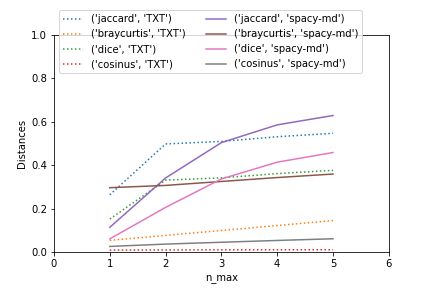 ('jaccard', 'TXT') ('jaccard', 'spacy-md')
('braycurtis', 'TXT') ('braycurtis', 'spacy-md')
('dice', 'TXT') ('dice', 'spacy-md')
('cosinus', 'TXT') ('cosinus', 'spacy-md')
1.0
0.8
0.6
0.4
0.2
0.0
Distances
0 1 2 3 4 5 6
n_max